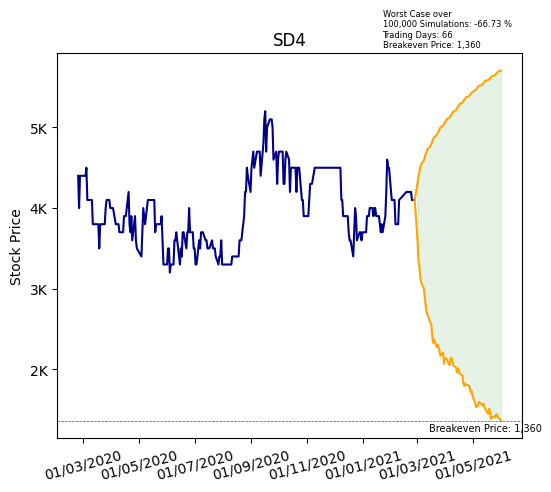 Worst Case over
100,000 Simulations: -66.73 %
Trading Days: 66
Breakeven Price: 1,360
SD4
Stock Price
5K
4K
3K
2K
Breakeven Price: 1,360
01/03/2020
01/05/2020
01/07/2020
01/09/2020
01/11/2020
01/01/2021
01/03/2021
01/05/2021